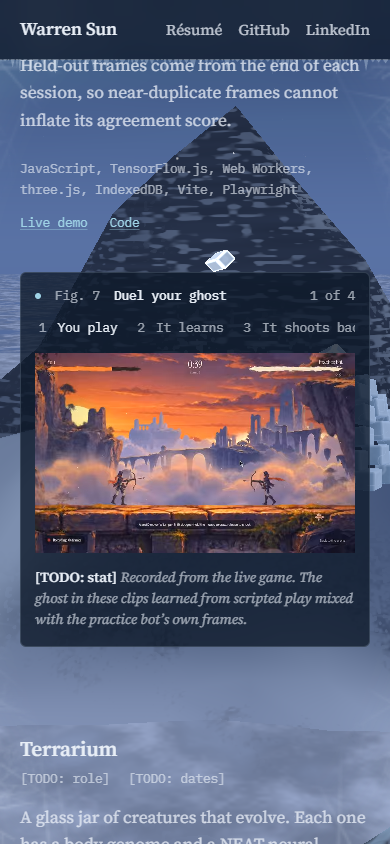 Warren Sun
Résumé GitHub LinkedIn
Held-out frames come from the end of each
session, so near-duplicate frames cannot
inflate its agreement score.
JavaScript, TensorFlow.js, Web Workers,
three.js, IndexedDB, Vite, Playwright
Live demo Code
Fig. 7 Duel your ghost 1 of 4
1 You play 2 It learns 3 It shoots bac
0:39
[TODO: stat] Recorded from the live game. The
ghost in these clips learned from scripted play mixed
with the practice bot’s own frames.
Terrarium
[TODO: role] [TODO: dates]
A glass jar of creatures that evolve. Each one
has a body genome and a NEAT neural